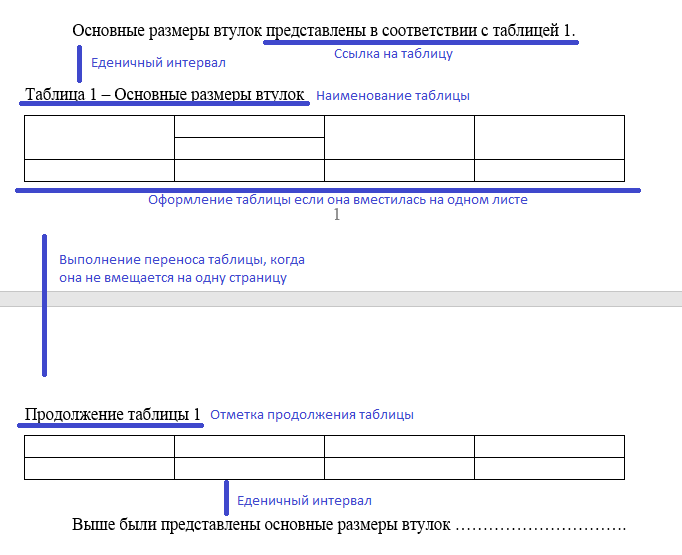 Основные размеры втулок представлены в соответствии с таблицей 1.
Ссылка на таблицу
Еденичный интервал
Таблица 1 – Основные размеры втулок
Наименование таблицы
Оформление таблицы если она вместилась на одном листе
1
Выполнение переноса таблицы, когда
она не вмещается на одну страницу
Продолжение таблицы 1
Отметка продолжения таблицы
Еденичный интервал
Выше были представлены основные размеры втулок ………………………….